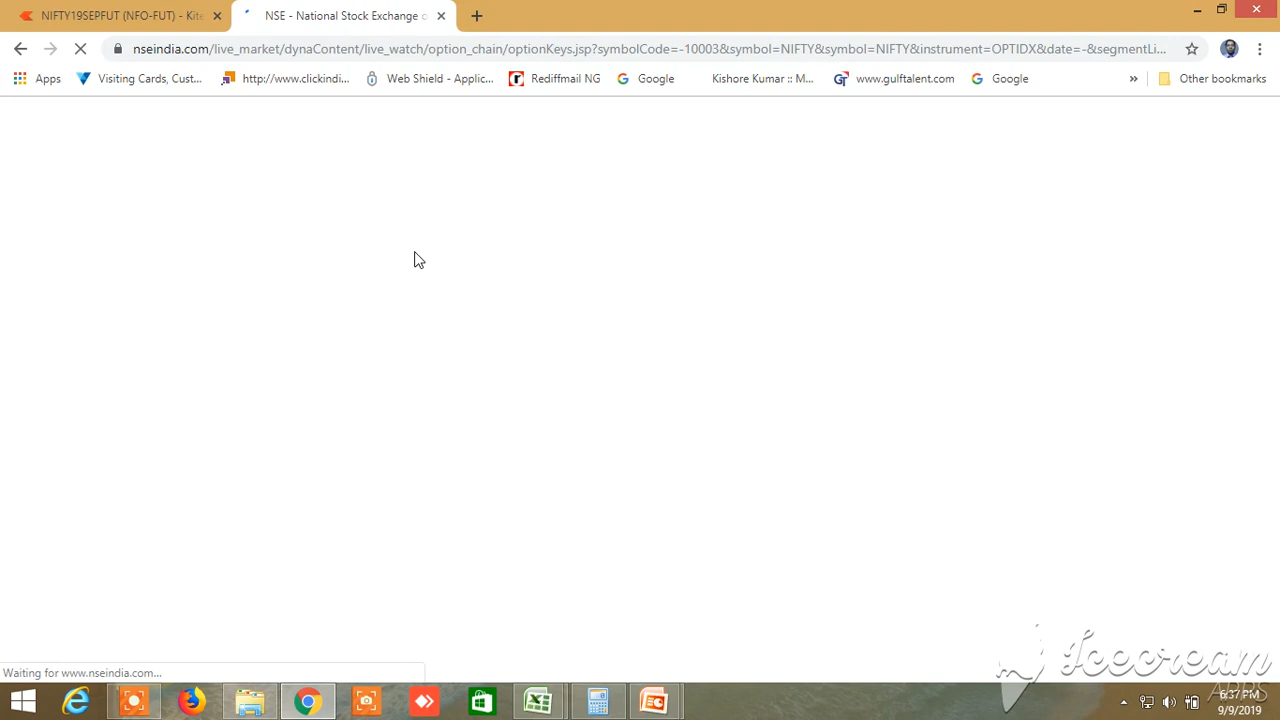 NIFTY19SEPFUT (NFO-FUT) - Kite
NSE - National Stock Exchange o
nseindia.com/live_market/dynaContent/live_watch/option_chain/optionKeys.jsp?symbolCode=-10003&symbol=NIFTY&symbol=NIFTY&instrument=OPTIDX&date=-&segmentLi...
Apps Visiting Cards, Cust... http://www.clickindi... Web Shield - Applic... Rediffmail NG Google Kishore Kumar :: M... www.gulftalent.com Google » Other bookmarks
Waiting for www.nseindia.com...
Icecream
APPS
6:37 PM
9/9/2019